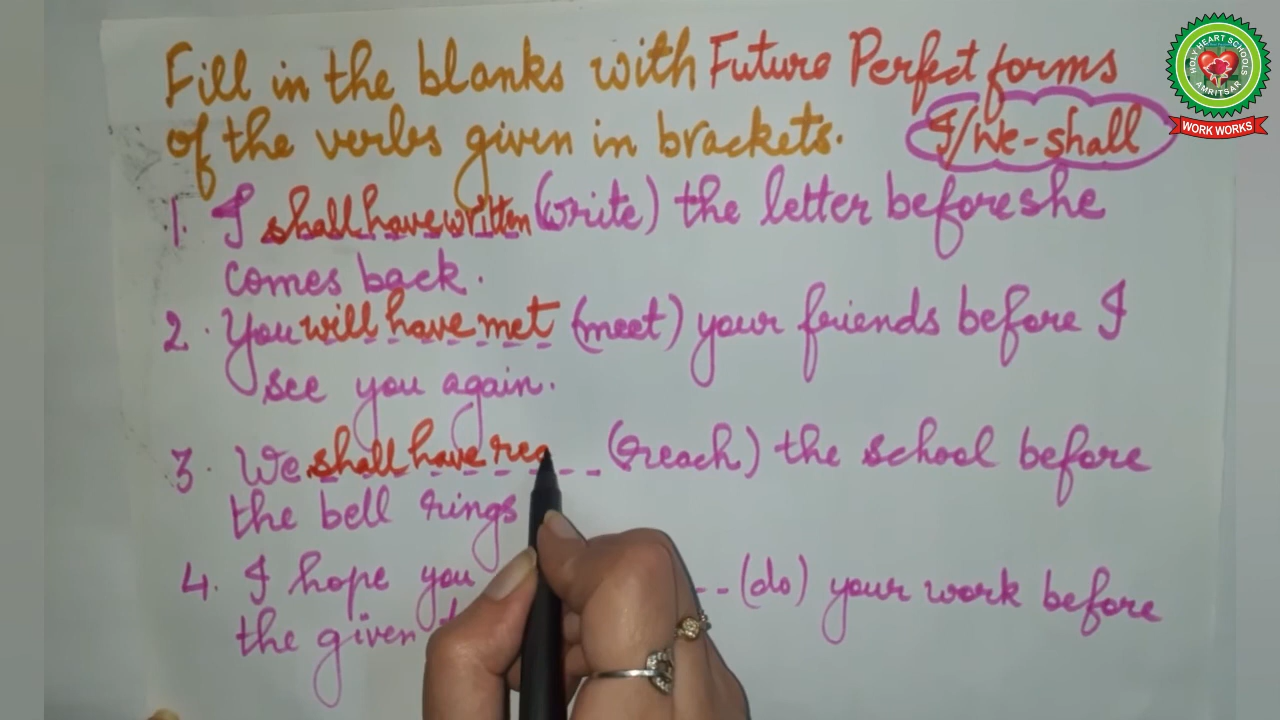 Fill in the blanks with Future Perfect forms
of the verbs given in brackets. I/We - shall
1. I shall have written (write) the letter before she
comes back.
2. You will have met (meet) your friends before I
see you again.
3. We shall have rea (reach) the school before
the bell rings
4. I hope you -- (do) your work before
the given
HOLY HEART SCHOOLS
AMRITSAR
WORK WORKS